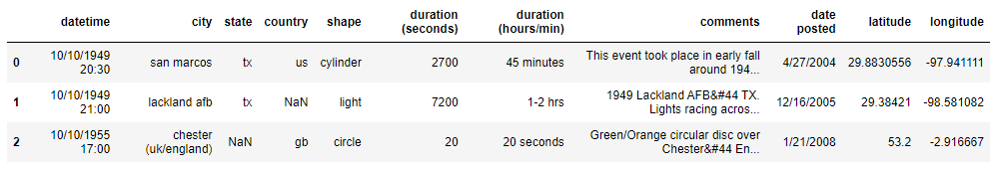 datetime city state country shape duration (seconds) duration (hours/min) comments date posted latitude longitude
0 10/10/1949 20:30 san marcos tx us cylinder 2700 45 minutes This event took place in early fall around 194... 4/27/2004 29.8830556 -97.941111
1 10/10/1949 21:00 lackland afb tx NaN light 7200 1-2 hrs 1949 Lackland AFB&#44 TX. Lights racing acros... 12/16/2005 29.38421 -98.581082
2 10/10/1955 17:00 chester (uk/england) NaN gb circle 20 20 seconds Green/Orange circular disc over Chester&#44 En... 1/21/2008 53.2 -2.916667